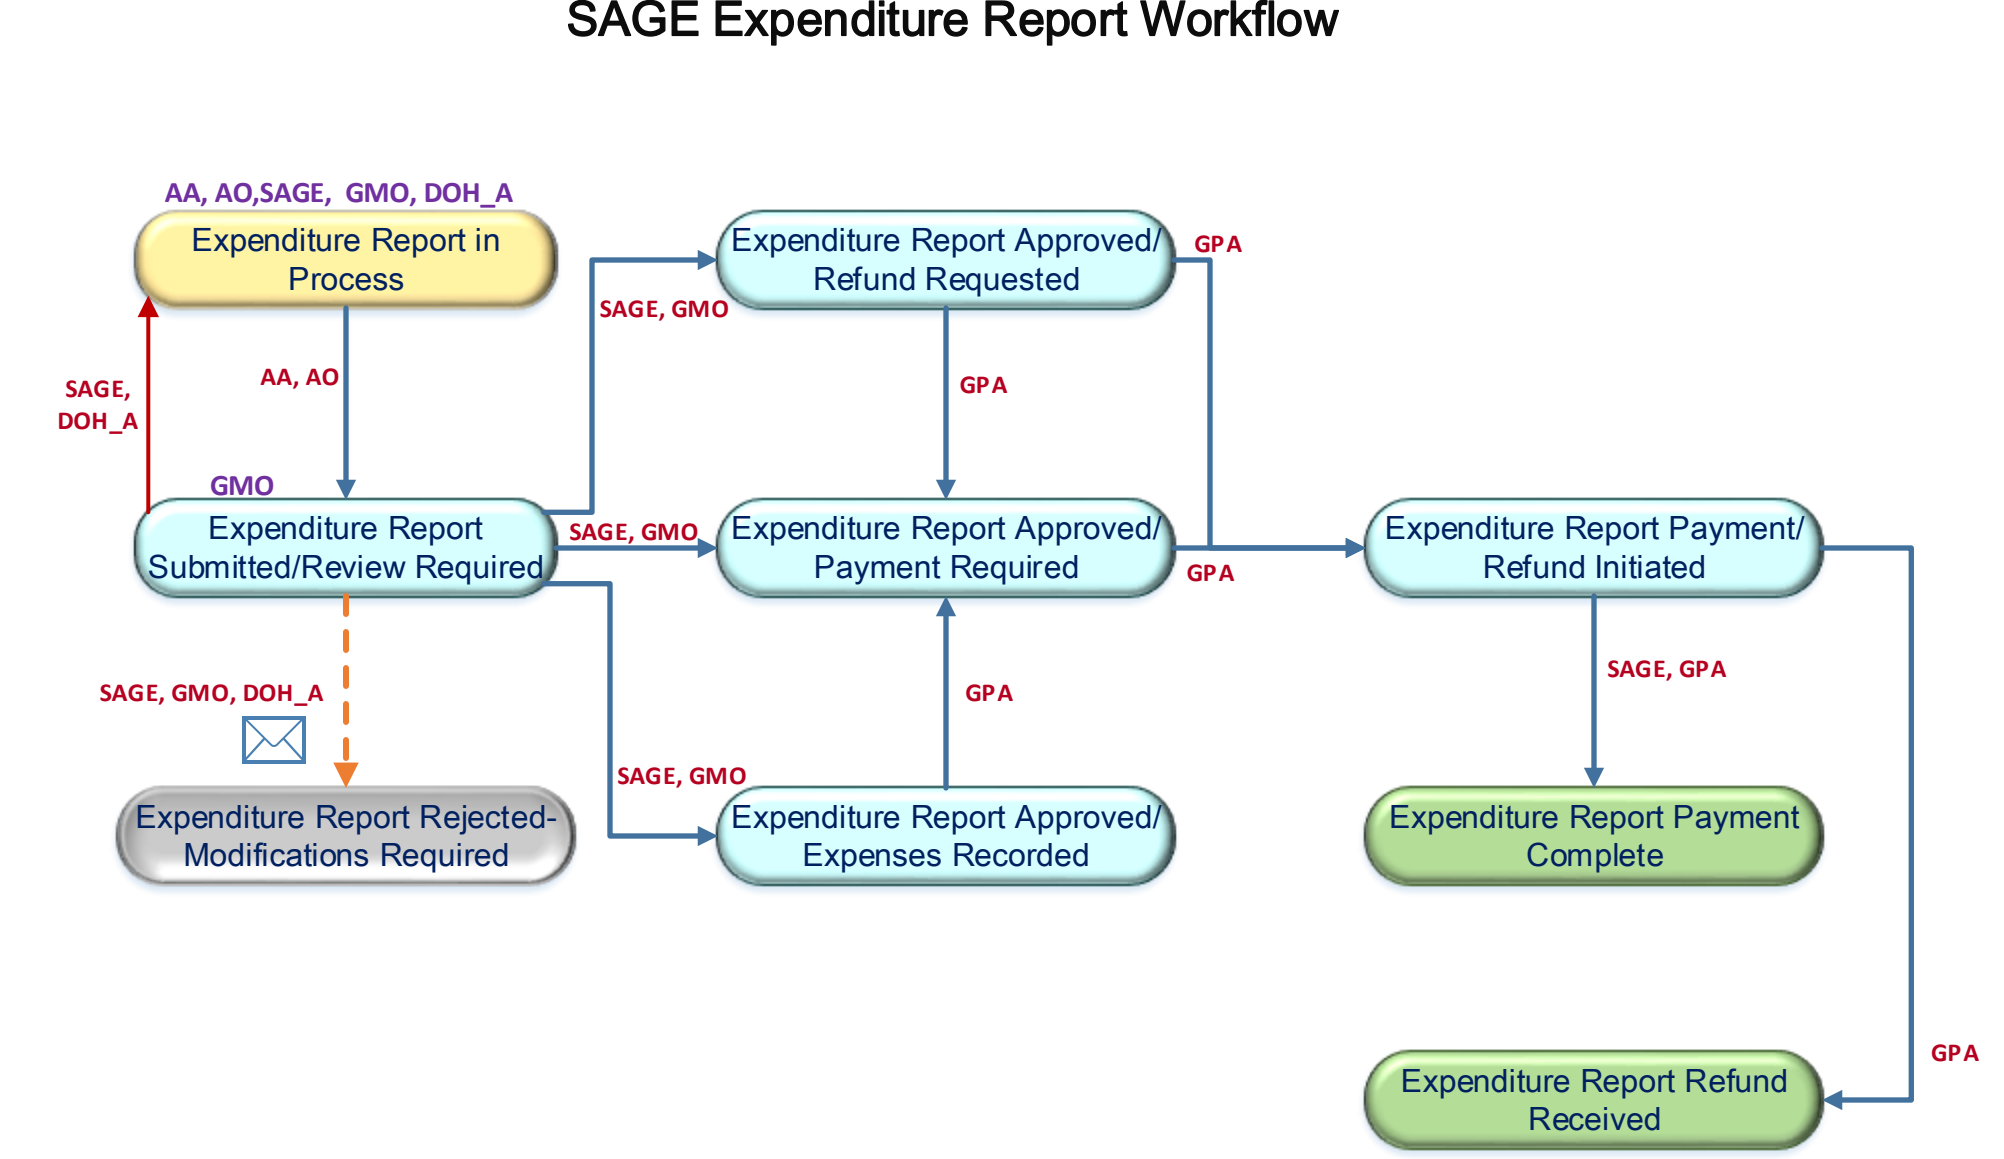 SAGE Expenditure Report Workflow
AA, AO,SAGE,  GMO, DOH_A
Expenditure Report in
Process
SAGE,
DOH_A
AA, AO
GMO
Expenditure Report
Submitted/Review Required
SAGE, GMO, DOH_A
Expenditure Report Rejected-
Modifications Required
SAGE, GMO
SAGE, GMO
SAGE, GMO
Expenditure Report Approved/
Refund Requested
GPA
GPA
Expenditure Report Approved/
Payment Required
GPA
GPA
Expenditure Report Approved/
Expenses Recorded
Expenditure Report Payment/
Refund Initiated
SAGE, GPA
Expenditure Report Payment
Complete
GPA
Expenditure Report Refund
Received